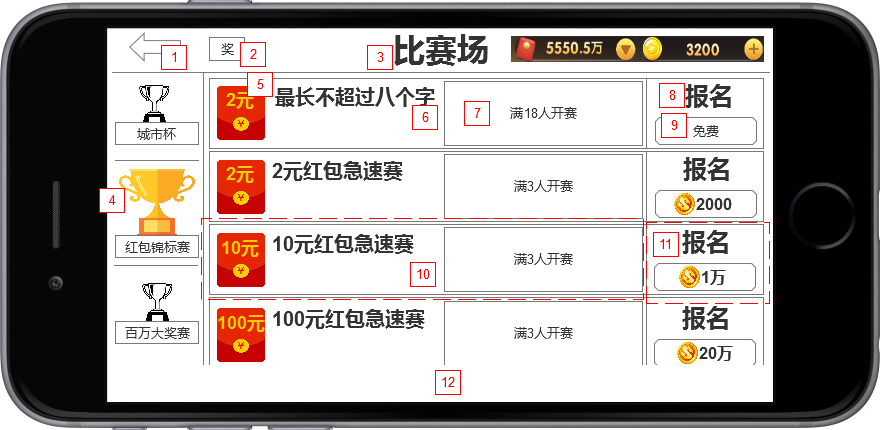 1
奖
2
3
比赛场
5550.5万
3200
城市杯
4
红包锦标赛
百万大奖赛
2元
¥
5
最长不超过八个字
6
7
满18人开赛
8
报名
9
免费
2元
¥
2元红包急速赛
满3人开赛
报名
2000
10元
¥
10元红包急速赛
10
满3人开赛
11
报名
1万
100元
¥
100元红包急速赛
满3人开赛
报名
20万
12